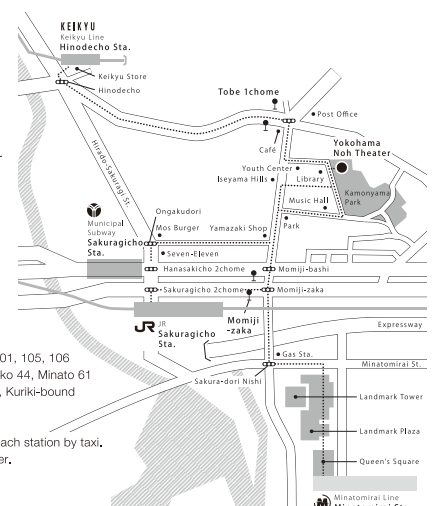 KEIKYU
Keikyu Line
Hinodecho Sta.
Keikyu Store
Hinodecho
Tobe 1chome
Post Office
Café
Yokohama
Noh Theater
Youth Center
Library
Iseyama Hills
Kamonyama
Park
Music Hall
Hirado-Sakuragi St.
Ongakudori
Mos Burger
Yamazaki Shop
Park
Municipal
Subway
Sakuragicho
Sta.
Seven-Eleven
Hanasakicho 2chome
Momiji-bashi
Sakuragicho 2chome
Momiji-zaka
JR
JR
Sakuragicho
Sta.
Momiji
-zaka
Expressway
Gas Sta.
Minatomirai St.
Sakura-dori Nishi
01, 105, 106
ko 44, Minato 61
, Kuriki-bound
Landmark Tower
Landmark Plaza
each station by taxi.
er.
Queen's Square
M
Minatomirai Line